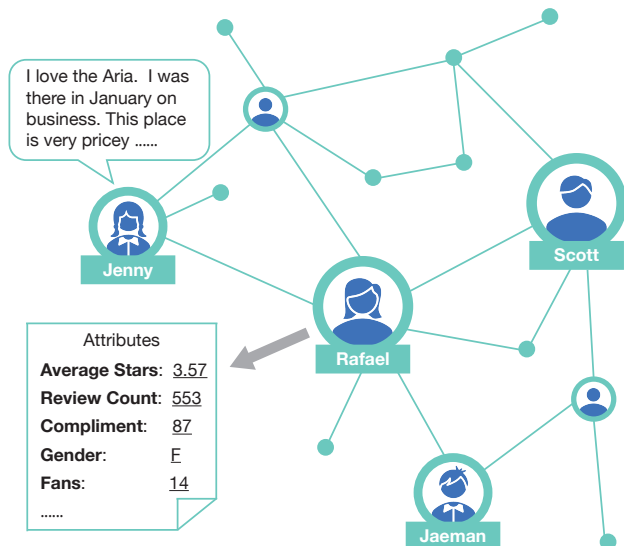 I love the Aria.  I was
there in January on
business. This place
is very pricey ......
Jenny
Scott
Rafael
Attributes
Average Stars: 3.57
Review Count: 553
Compliment: 87
Gender: F
Fans: 14
......
Jaeman